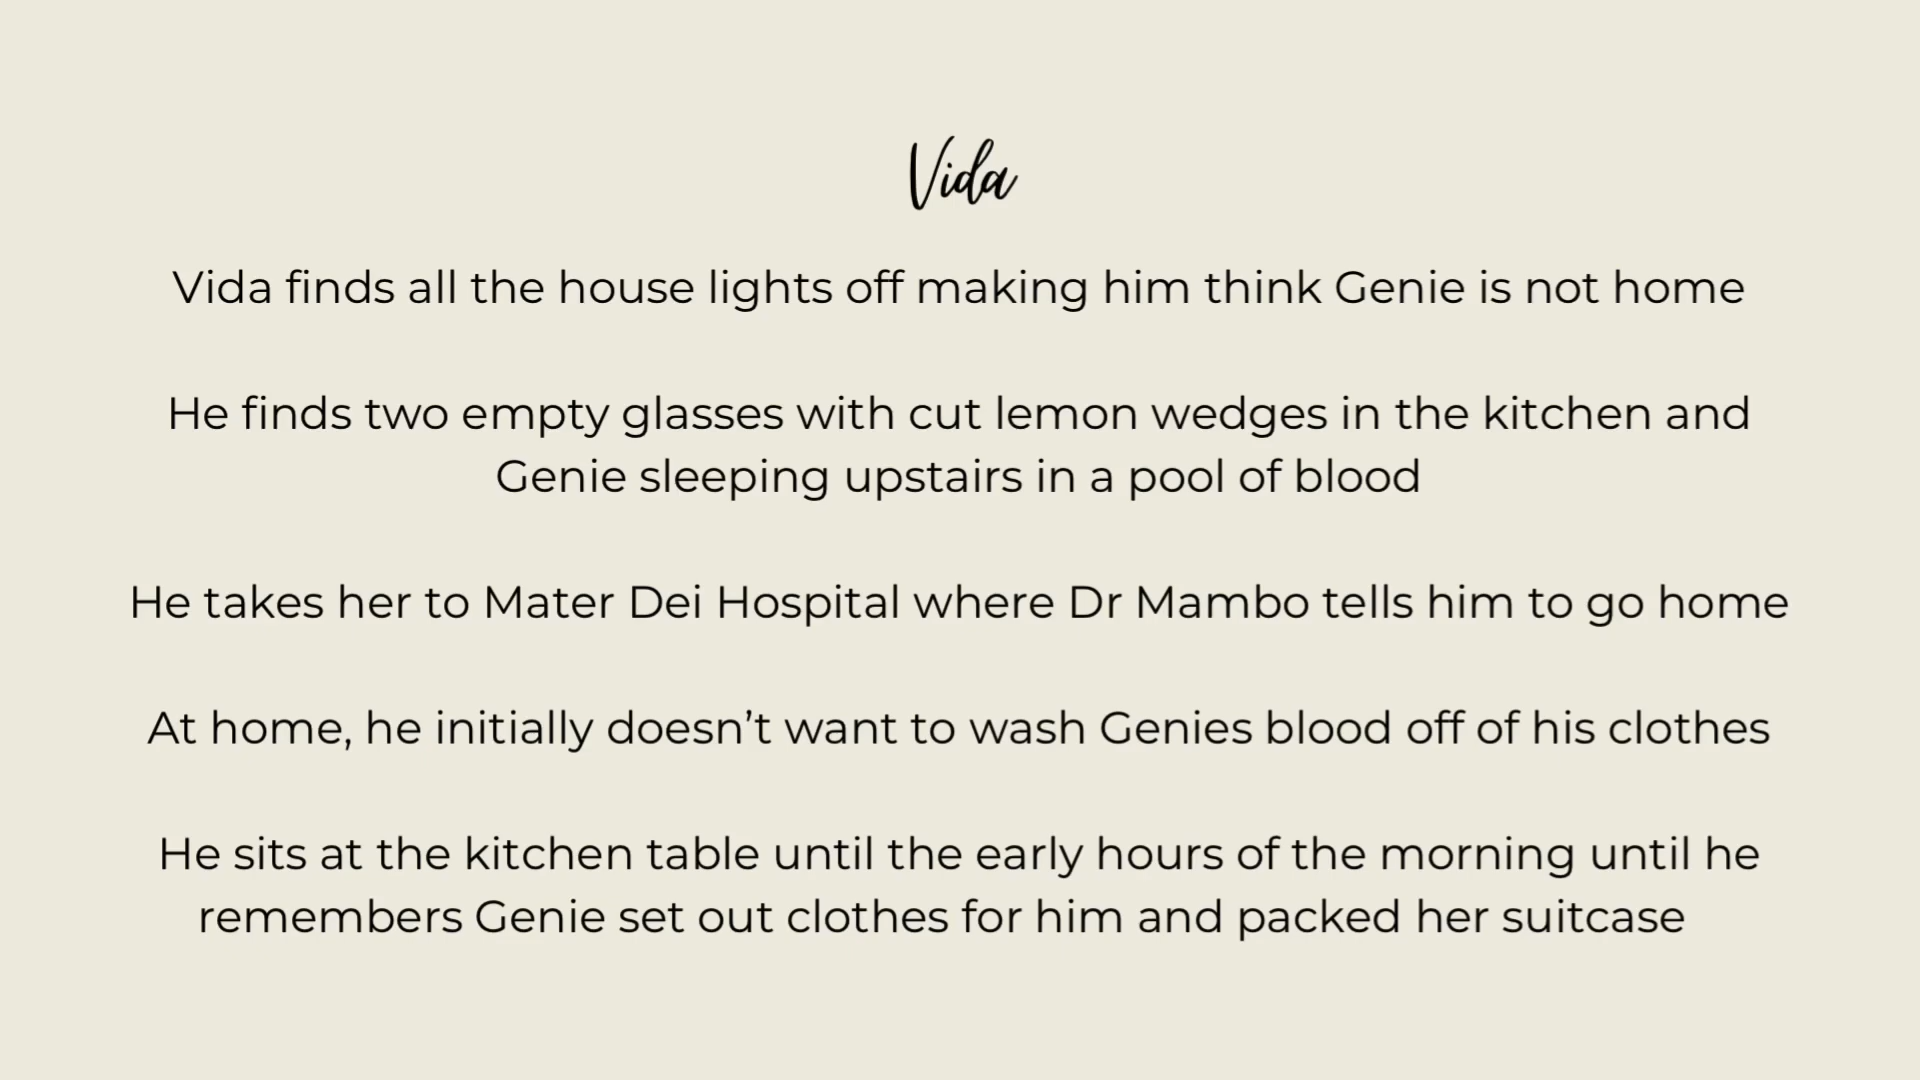 Vida
Vida finds all the house lights off making him think Genie is not home
He finds two empty glasses with cut lemon wedges in the kitchen and
Genie sleeping upstairs in a pool of blood
He takes her to Mater Dei Hospital where Dr Mambo tells him to go home
At home, he initially doesn’t want to wash Genies blood off of his clothes
He sits at the kitchen table until the early hours of the morning until he
remembers Genie set out clothes for him and packed her suitcase